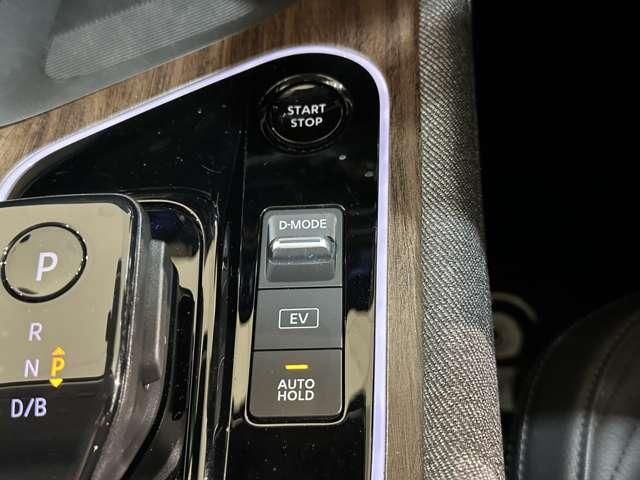 START
STOP
D-MODE
EV
AUTO
HOLD
P
R
N P
D/B